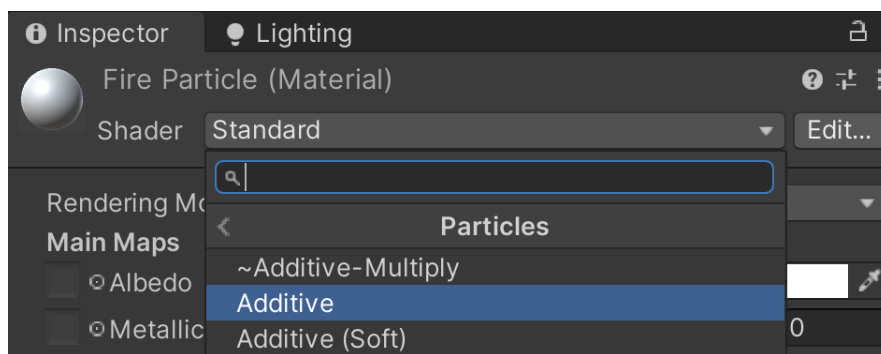 Inspector Lighting
Fire Particle (Material)
Shader Standard Edit...
Rendering Mo
Particles
Main Maps
~Additive-Multiply
Albedo
Additive
Metallic 0
Additive (Soft)